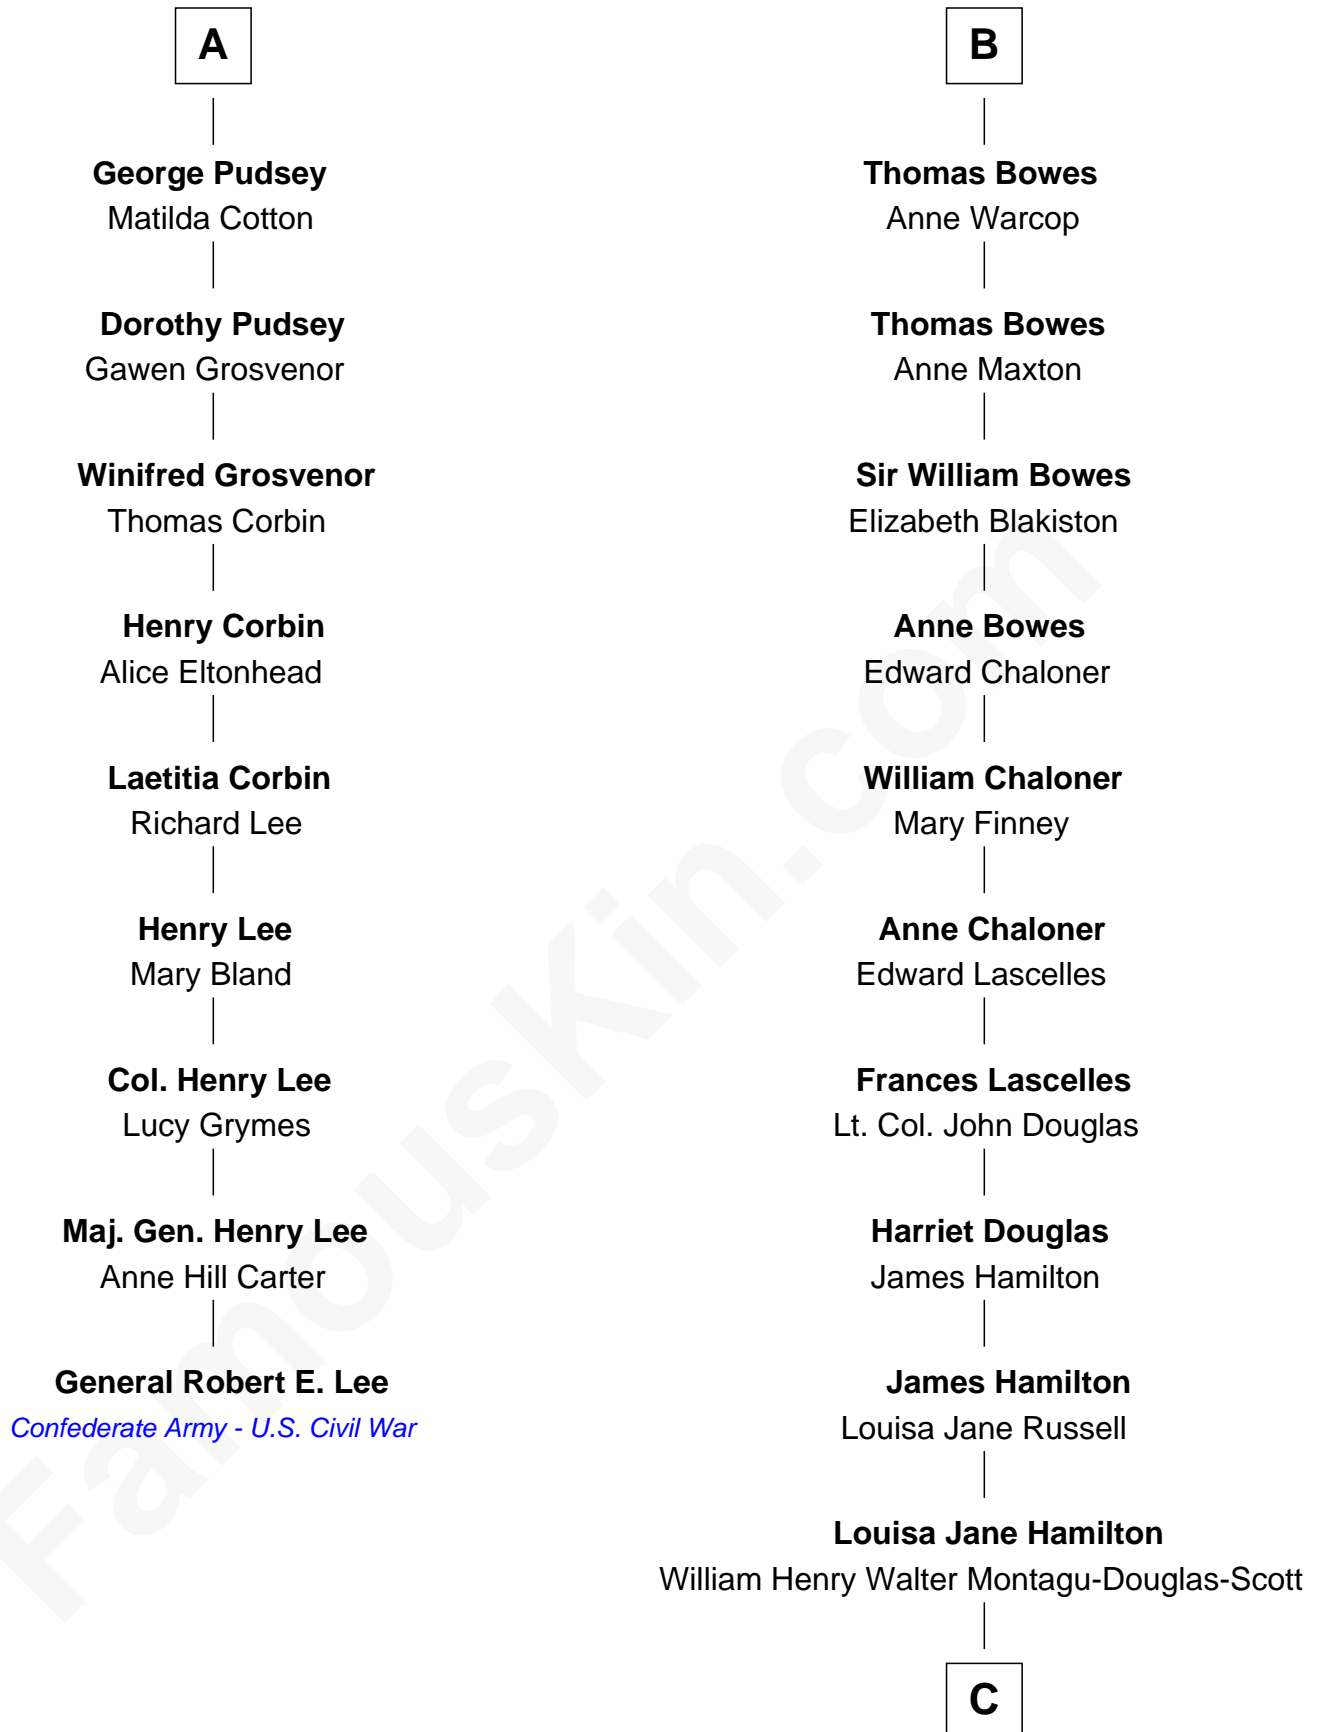 A
George Pudsey
Matilda Cotton
Dorothy Pudsey
Gawen Grosvenor
Winifred Grosvenor
Thomas Corbin
Henry Corbin
Alice Eltonhead
Laetitia Corbin
Richard Lee
Henry Lee
Mary Bland
Col. Henry Lee
Lucy Grymes
Maj. Gen. Henry Lee
Anne Hill Carter
General Robert E. Lee
Confederate Army - U.S. Civil War
B
Thomas Bowes
Anne Warcop
Thomas Bowes
Anne Maxton
Sir William Bowes
Elizabeth Blakiston
Anne Bowes
Edward Chaloner
William Chaloner
Mary Finney
Anne Chaloner
Edward Lascelles
Frances Lascelles
Lt. Col. John Douglas
Harriet Douglas
James Hamilton
James Hamilton
Louisa Jane Russell
Louisa Jane Hamilton
William Henry Walter Montagu-Douglas-Scott
C
FamousKin.com